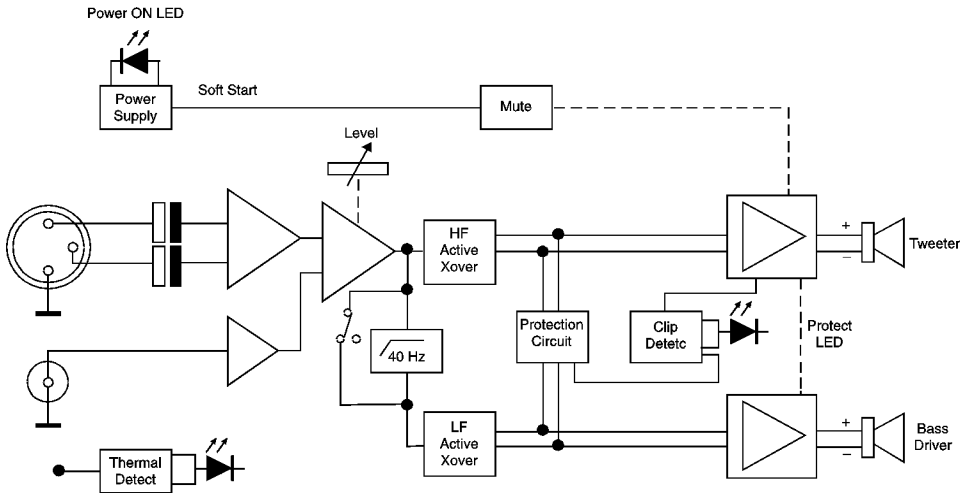 Power ON LED
Power
Supply
Soft Start
Mute
Level
HF
Active
Xover
+
−
Tweeter
40 Hz
Protection
Circuit
Clip
Detetc
Protect
LED
LF
Active
Xover
+
−
Bass
Driver
Thermal
Detect